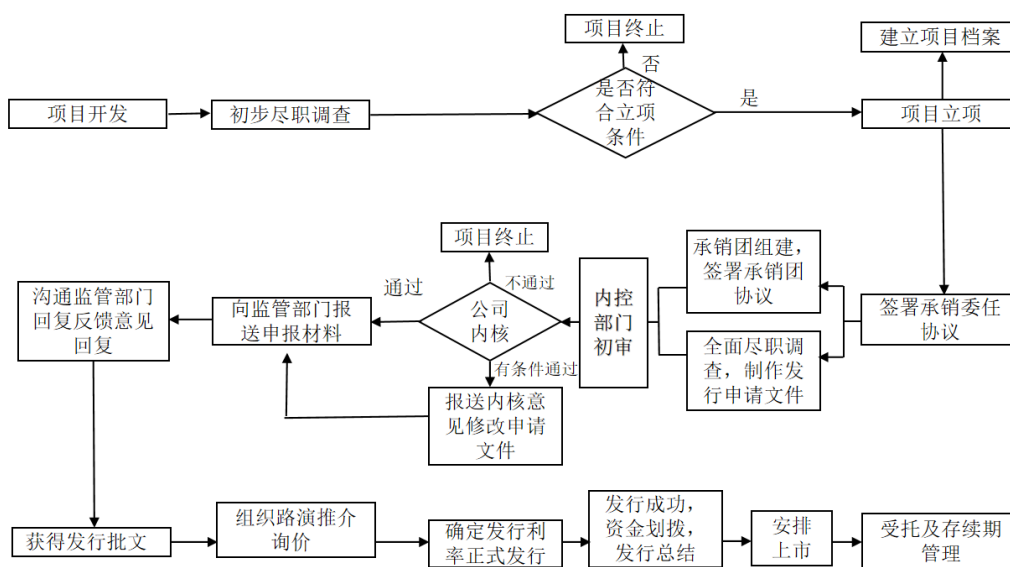 项目开发
初步尽职调查
项目终止
否
是否符
合立项
条件
是
建立项目档案
项目立项
签署承销委任
协议
承销团组建，
签署承销团
协议
全面尽职调
查，制作发
行申请文件
内控
部门
初审
项目终止
不通过
公司
内核
通过
有条件通过
报送内核意
见修改申请
文件
向监管部门报
送申报材料
沟通监管部门
回复反馈意见
回复
获得发行批文
组织路演推介
询价
确定发行利
率正式发行
发行成功，
资金划拨，
发行总结
安排
上市
受托及存续期
管理